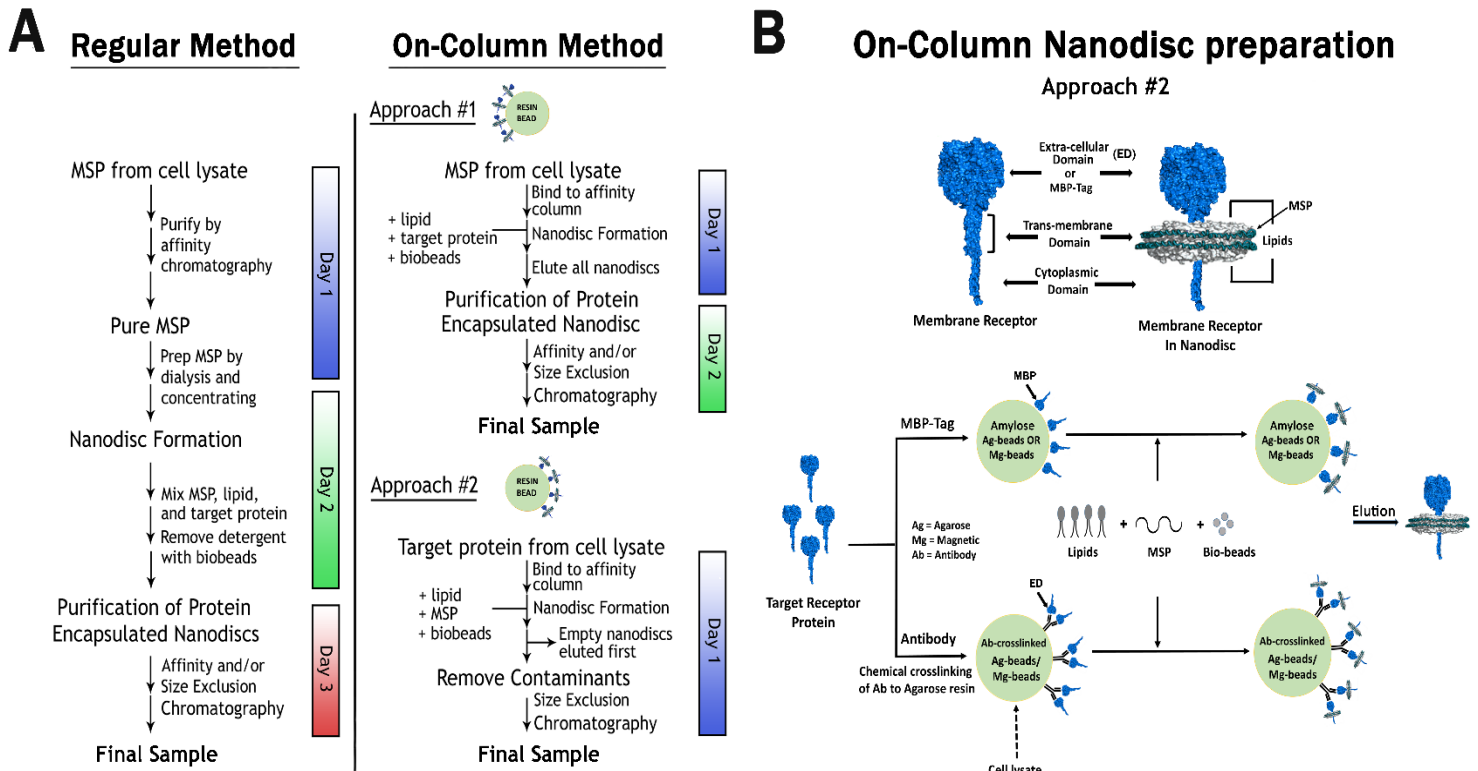 A
Regular Method
MSP from cell lysate
Purify by
affinity
chromatography
Pure MSP
Prep MSP by
dialysis and
concentrating
Nanodisc Formation
Mix MSP, lipid,
and target protein
Remove detergent
with biobeads
Purification of Protein
Encapsulated Nanodiscs
Affinity and/or
Size Exclusion
Chromatography
Final Sample
Day 1
Day 2
Day 3
On-Column Method
Approach #1
RESIN
BEAD
MSP from cell lysate
Bind to affinity
column
+ lipid
+ target protein
+ biobeads
Nanodisc Formation
Elute all nanodiscs
Purification of Protein
Encapsulated Nanodisc
Affinity and/or
Size Exclusion
Chromatography
Final Sample
Day 1
Day 2
Approach #2
RESIN
BEAD
Target protein from cell lysate
Bind to affinity
column
+ lipid
+ MSP
+ biobeads
Nanodisc Formation
Empty nanodiscs
eluted first
Remove Contaminants
Size Exclusion
Chromatography
Final Sample
Day 1
B
On-Column Nanodisc preparation
Approach #2
Extra-cellular
Domain
or
MBP-Tag
(ED)
Trans-membrane
Domain
Cytoplasmic
Domain
MSP
Lipids
Membrane Receptor
Membrane Receptor
In Nanodisc
Target Receptor
Protein
MBP-Tag
MBP
Amylose
Ag-beads OR
Mg-beads
Amylose
Ag-beads OR
Mg-beads
Ag = Agarose
Mg = Magnetic
Ab = Antibody
Lipids
+
MSP
+
Bio-beads
Elution
Antibody
Chemical crosslinking
of Ab to Agarose resin
ED
Ab-crosslinked
Ag-beads/
Mg-beads
Ab-crosslinked
Ag-beads/
Mg-beads
Cell lysate